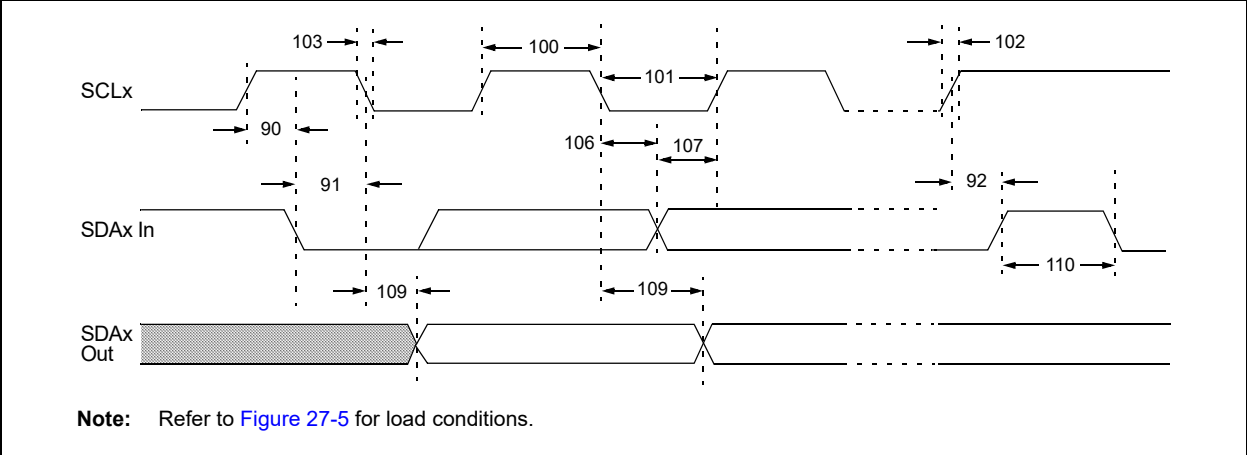 103
100
102
SCLx
101
90
106
107
91
92
SDAx In
110
109
109
SDAx
Out
Note: Refer to Figure 27-5 for load conditions.